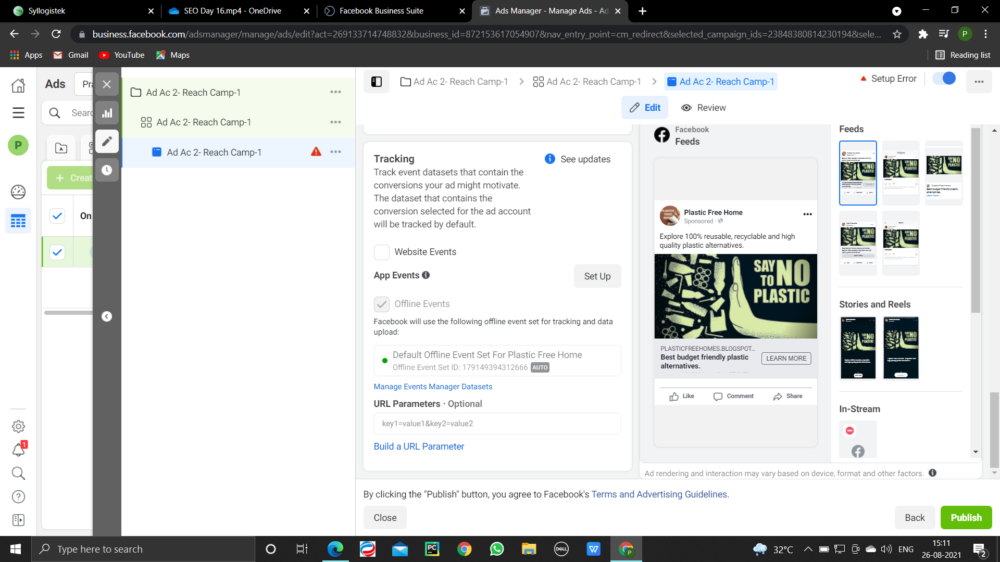 Syllogistek
SEO Day 16.mp4 - OneDrive
Facebook Business Suite
Ads Manager - Manage Ads - Ad
business.facebook.com/adsmanager/manage/ads/edit?act=269133714748832&business_id=872153617054907&nav_entry_point=cm_redirect&selected_campaign_ids=23848380814230194&sele...
P
Apps
Gmail
YouTube
Maps
Reading list
Ads
Pra
Ad Ac 2- Reach Camp-1
Ad Ac 2- Reach Camp-1
Ad Ac 2- Reach Camp-1
Setup Error
Ad Ac 2- Reach Camp-1
Searc
Edit
Review
Ad Ac 2- Reach Camp-1
P
Ad Ac 2- Reach Camp-1
Creat
On
1
Tracking
See updates
Track event datasets that contain the
conversions your ad might motivate.
The dataset that contains the
conversion selected for the ad account
will be tracked by default.
Website Events
App Events
Set Up
Offline Events
Facebook will use the following offline event set for tracking and data
upload:
Default Offline Event Set For Plastic Free Home
Offline Event Set ID: 179149394312666 AUTO
Manage Events Manager Datasets
URL Parameters · Optional
key1=value1&key2=value2
Build a URL Parameter
Facebook
Feeds
Plastic Free Home
Sponsored ·
Explore 100% reusable, recyclable and high
quality plastic alternatives.
SAY NO
TO
PLASTIC
PLASTICFREEHOMES.BLOGSPOT...
Best budget friendly plastic
alternatives.
LEARN MORE
Like
Comment
Share
Feeds
Stories and Reels
In-Stream
Ad rendering and interaction may vary based on device, format and other factors.
By clicking the "Publish" button, you agree to Facebook's Terms and Advertising Guidelines.
Close
Back
Publish
Type here to search
PC
DELL
W
P
32°C
ENG
15:11
26-08-2021
2